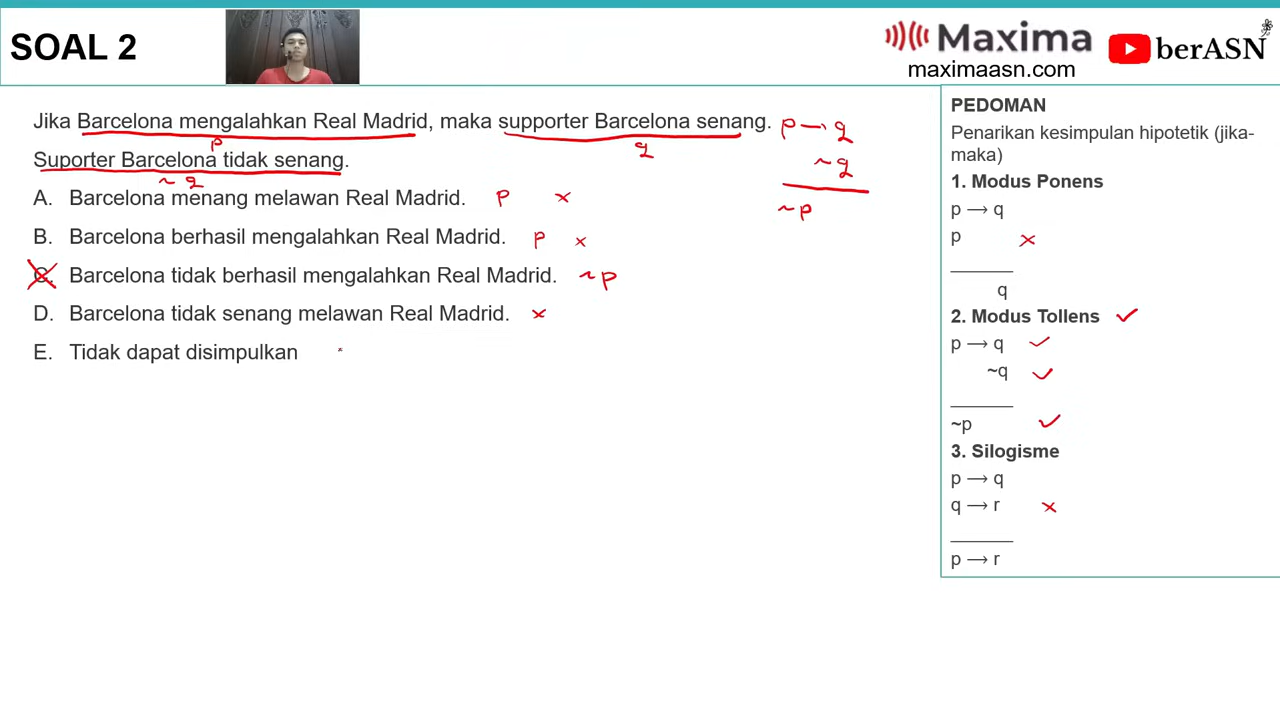 SOAL 2
Maxima
maximaasn.com
berASN
Jika Barcelona mengalahkan Real Madrid, maka supporter Barcelona senang. p → q
p
q
Suporter Barcelona tidak senang. ~q
~ q
~p
A. Barcelona menang melawan Real Madrid. p x
B. Barcelona berhasil mengalahkan Real Madrid. p x
C. Barcelona tidak berhasil mengalahkan Real Madrid. ~p
D. Barcelona tidak senang melawan Real Madrid. x
E. Tidak dapat disimpulkan
PEDOMAN
Penarikan kesimpulan hipotetik (jika-
maka)
1. Modus Ponens
p → q
p x
q
2. Modus Tollens ✓
p → q ✓
~q ✓
~p ✓
3. Silogisme
p → q
q → r x
p → r